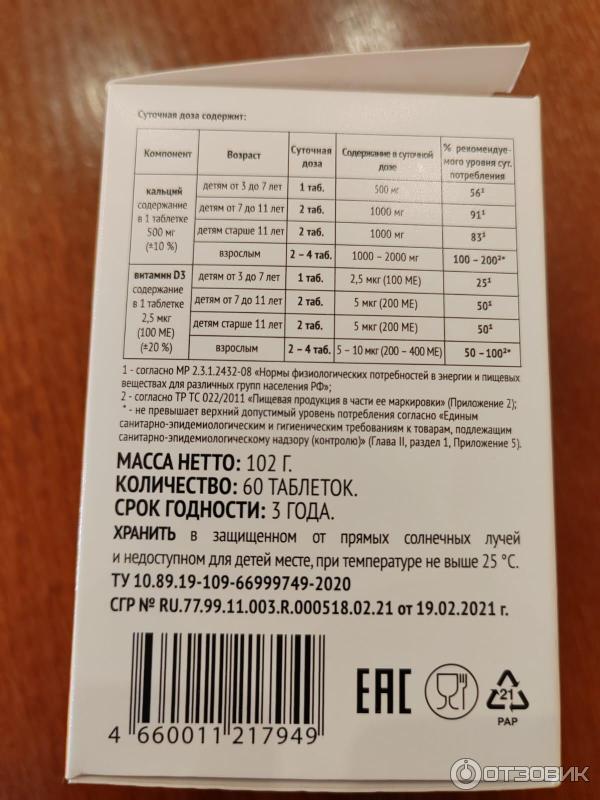 Суточная доза содержит:
Компонент Возраст Суточная доза Содержание в суточной дозе % рекомендуемого уровня сут. потребления
кальций содержание в 1 таблетке 500 мг (±10 %)
детям от 3 до 7 лет 1 таб. 500 мг 56¹
детям от 7 до 11 лет 2 таб. 1000 мг 91¹
детям старше 11 лет 2 таб. 1000 мг 83¹
взрослым 2 – 4 таб. 1000 – 2000 мг 100 – 200²*
витамин D3 содержание в 1 таблетке 2,5 мкг (100 МЕ) (±20 %)
детям от 3 до 7 лет 1 таб. 2,5 мкг (100 МЕ) 25¹
детям от 7 до 11 лет 2 таб. 5 мкг (200 МЕ) 50¹
детям старше 11 лет 2 таб. 5 мкг (200 МЕ) 50¹
взрослым 2 – 4 таб. 5 – 10 мкг (200 – 400 МЕ) 50 – 100²*
1 - согласно МР 2.3.1.2432-08 «Нормы физиологических потребностей в энергии и пищевых
веществах для различных групп населения РФ»;
2 - согласно ТР ТС 022/2011 «Пищевая продукция в части ее маркировки» (Приложение 2);
* - не превышает верхний допустимый уровень потребления согласно «Единым
санитарно-эпидемиологическим и гигиеническим требованиям к товарам, подлежащим
санитарно-эпидемиологическому надзору (контролю)» (Глава II, раздел 1, Приложение 5).
МАССА НЕТТО: 102 Г.
КОЛИЧЕСТВО: 60 ТАБЛЕТОК.
СРОК ГОДНОСТИ: 3 ГОДА.
ХРАНИТЬ в защищенном от прямых солнечных лучей
и недоступном для детей месте, при температуре не выше 25 °С.
ТУ 10.89.19-109-66999749-2020
СГР № RU.77.99.11.003.R.000518.02.21 от 19.02.2021 г.
4 660011 217949
EAC
21
PAP
ОТЗОВИК